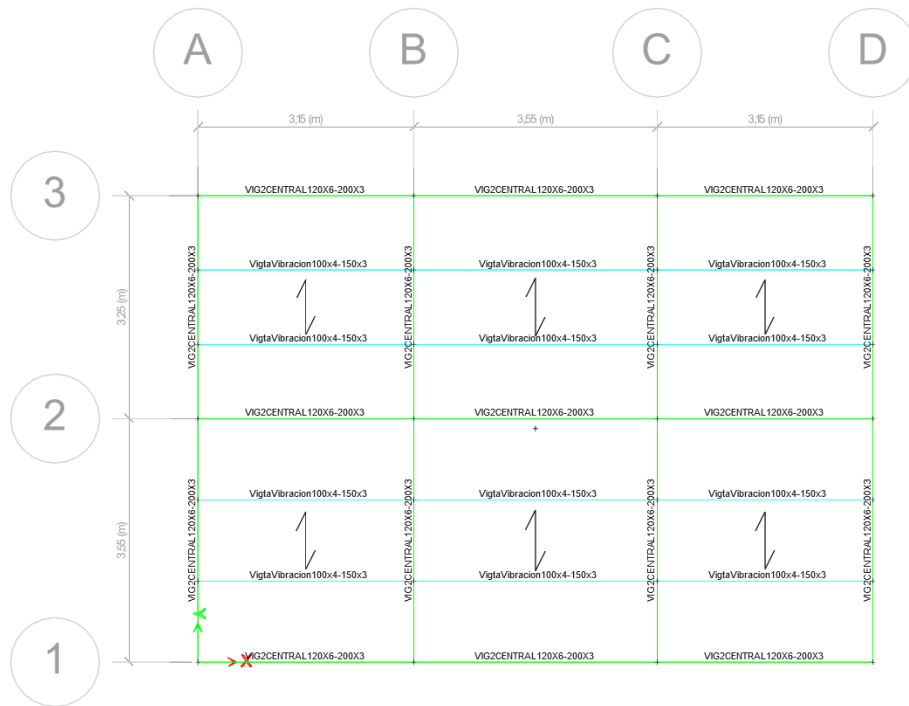 A B C D
3,15 (m) 3,55 (m) 3,15 (m)
3
VIG2CENTRAL120X6-200X3 VIG2CENTRAL120X6-200X3 VIG2CENTRAL120X6-200X3
VIG2CENTRAL120X6-200X3 VIG2CENTRAL120X6-200X3 VIG2CENTRAL120X6-200X3 VIG2CENTRAL120X6-200X3
VigtaVibracion100x4-150x3 VigtaVibracion100x4-150x3 VigtaVibracion100x4-150x3
3,25 (m)
VigtaVibracion100x4-150x3 VigtaVibracion100x4-150x3 VigtaVibracion100x4-150x3
2
VIG2CENTRAL120X6-200X3 VIG2CENTRAL120X6-200X3 VIG2CENTRAL120X6-200X3
VIG2CENTRAL120X6-200X3 VIG2CENTRAL120X6-200X3 VIG2CENTRAL120X6-200X3 VIG2CENTRAL120X6-200X3
VigtaVibracion100x4-150x3 VigtaVibracion100x4-150x3 VigtaVibracion100x4-150x3
3,55 (m)
VigtaVibracion100x4-150x3 VigtaVibracion100x4-150x3 VigtaVibracion100x4-150x3
Y
1
X
VIG2CENTRAL120X6-200X3 VIG2CENTRAL120X6-200X3 VIG2CENTRAL120X6-200X3